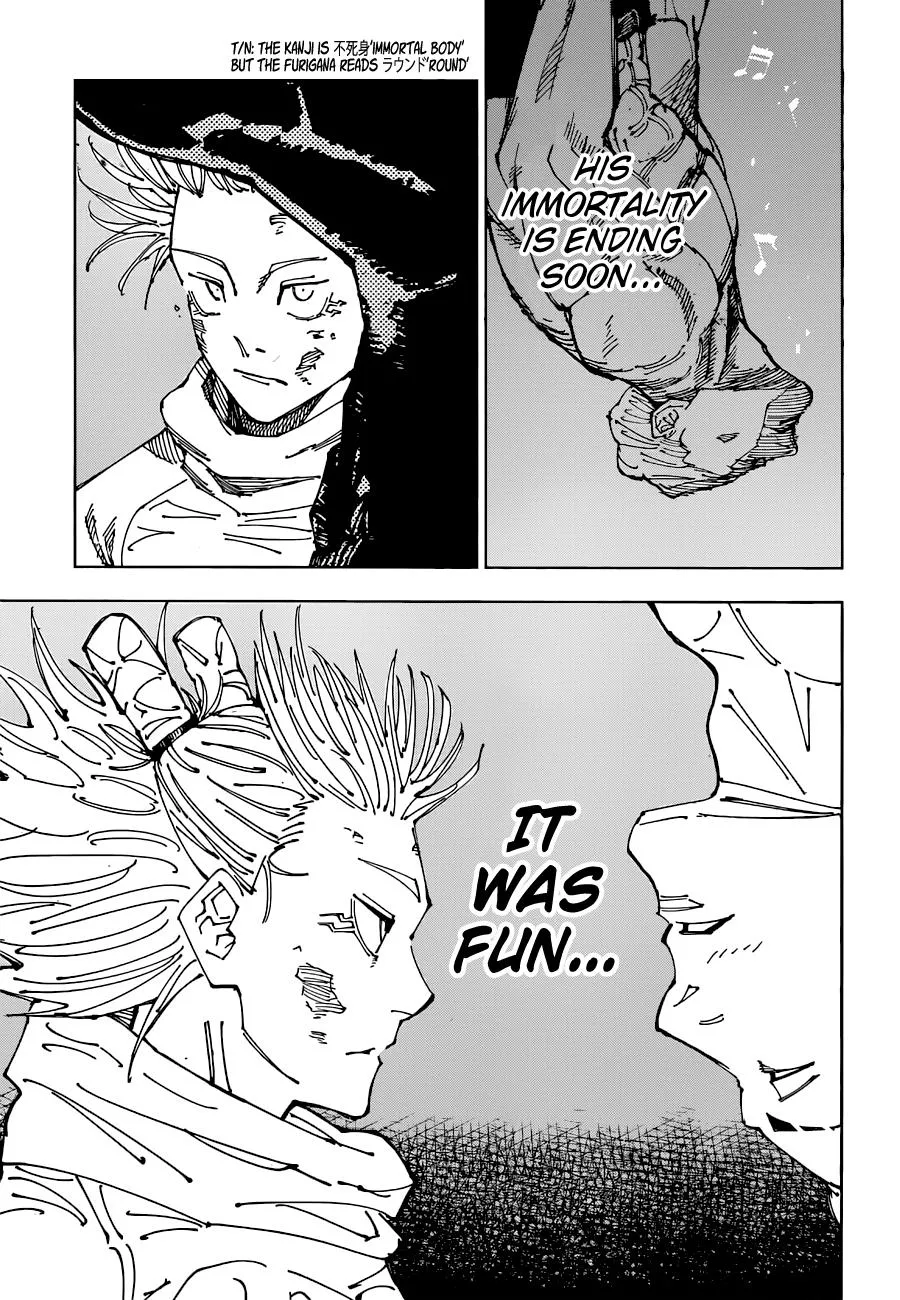 T/N: THE KANJI IS 不死身'IMMORTAL BODY'
BUT THE FURIGANA READS ラウンド'ROUND'
HIS
IMMORTALITY
IS ENDING
SOON...
IT
WAS
FUN...